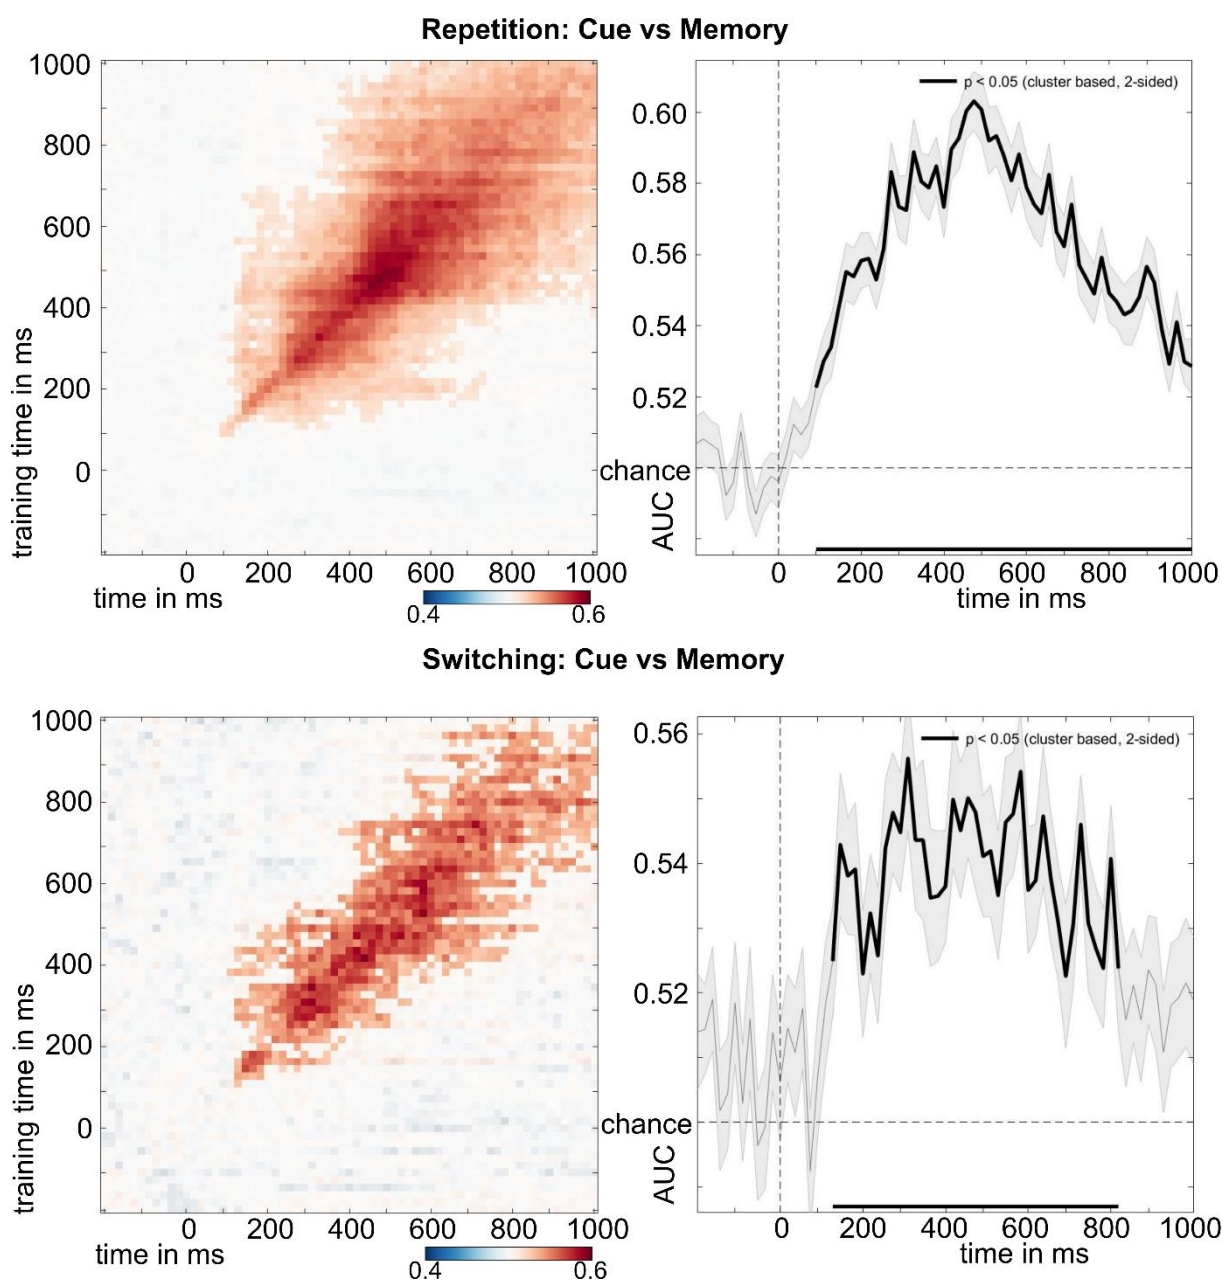 Repetition: Cue vs Memory
1000
800
600
400
200
0
training time in ms
0 200 400 600 800 1000
time in ms
0.4 0.6
p < 0.05 (cluster based, 2-sided)
0.60
0.58
0.56
0.54
0.52
chance
AUC
0 200 400 600 800 1000
time in ms
Switching: Cue vs Memory
1000
800
600
400
200
0
training time in ms
0 200 400 600 800 1000
time in ms
0.4 0.6
p < 0.05 (cluster based, 2-sided)
0.56
0.54
0.52
chance
AUC
0 200 400 600 800 1000
time in ms